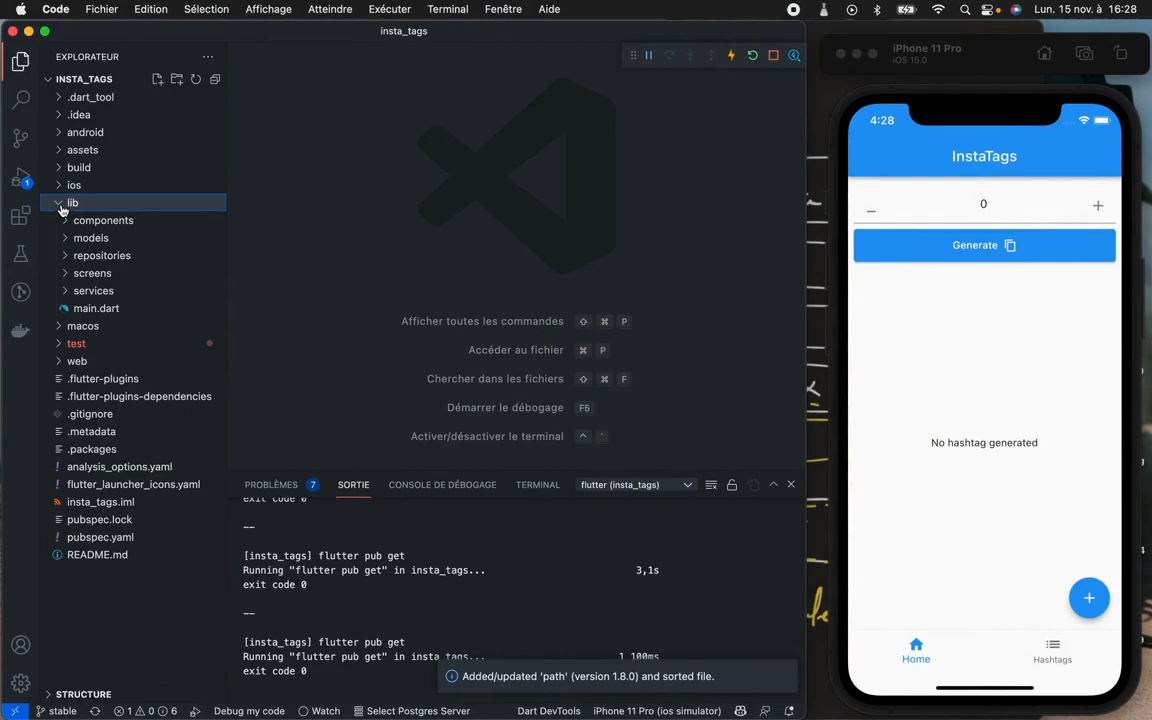 Code Fichier Edition Sélection Affichage Atteindre Exécuter Terminal Fenêtre Aide Lun. 15 nov. à 16:28
insta_tags
EXPLORATEUR
INSTA_TAGS
.dart_tool
.idea
android
assets
build
ios
lib
components
models
repositories
screens
services
main.dart
macos
test
web
.flutter-plugins
.flutter-plugins-dependencies
.gitignore
.metadata
.packages
analysis_options.yaml
flutter_launcher_icons.yaml
insta_tags.iml
pubspec.lock
pubspec.yaml
README.md
STRUCTURE
1
Afficher toutes les commandes ⇧ ⌘ P
Accéder au fichier ⌘ P
Chercher dans les fichiers ⇧ ⌘ F
Démarrer le débogage F5
Activer/désactiver le terminal ^ `
PROBLÈMES 7 SORTIE CONSOLE DE DÉBOGAGE TERMINAL flutter (insta_tags)
exit code 0
--
[insta_tags] flutter pub get
Running "flutter pub get" in insta_tags... 3,1s
exit code 0
--
[insta_tags] flutter pub get
Running "flutter pub get" in insta_tags... 1 100ms
exit code 0
Added/updated 'path' (version 1.8.0) and sorted file.
stable 1 0 6 Debug my code Watch Select Postgres Server Dart DevTools iPhone 11 Pro (ios simulator)
iPhone 11 Pro
iOS 15.0
4:28
InstaTags
0
Generate
No hashtag generated
Home Hashtags